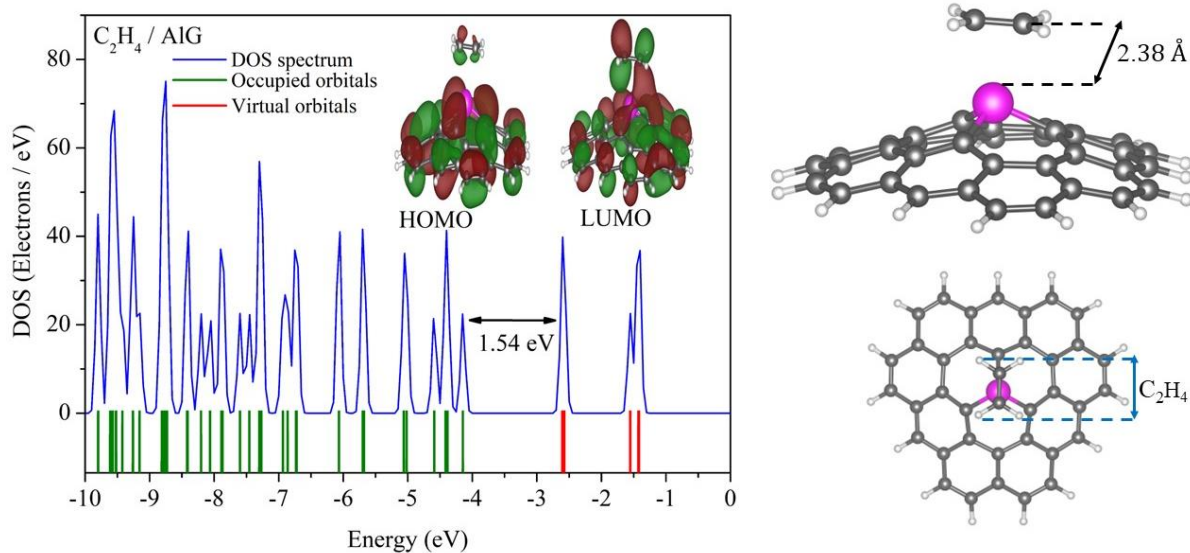 C₂H₄ / AlG
DOS spectrum
Occupied orbitals
Virtual orbitals
HOMO
LUMO
1.54 eV
DOS (Electrons / eV)
80
60
40
20
0
-10 -9 -8 -7 -6 -5 -4 -3 -2 -1 0
Energy (eV)
2.38 Å
C₂H₄